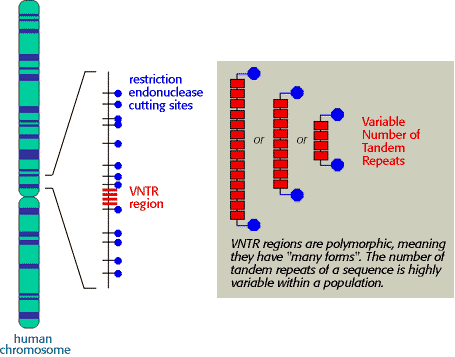 restriction
endonuclease
cutting sites
VNTR
region
human
chromosome
or
or
Variable
Number of
Tandem
Repeats
VNTR regions are polymorphic, meaning
they have "many forms". The number of
tandem repeats of a sequence is highly
variable within a population.